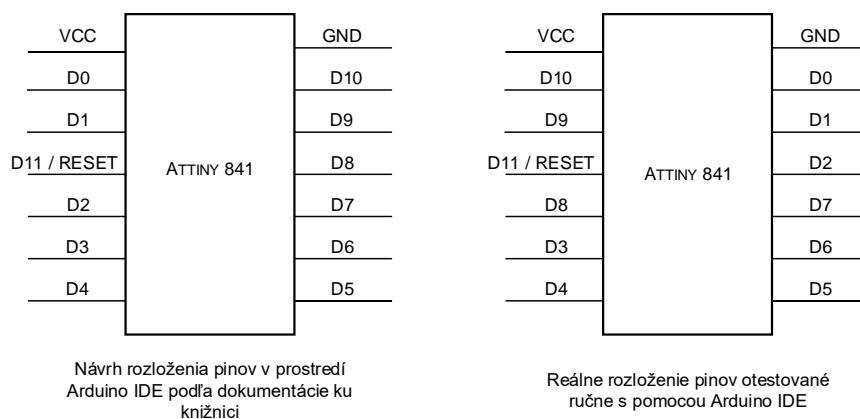 VCC
GND
D0
D10
D1
D9
D11 / RESET
D8
ATTINY 841
D2
D7
D3
D6
D4
D5
Návrh rozloženia pinov v prostredí
Arduino IDE podľa dokumentácie ku
knižnici
VCC
GND
D10
D0
D9
D1
D11 / RESET
D2
ATTINY 841
D8
D7
D3
D6
D4
D5
Reálne rozloženie pinov otestované
ručne s pomocou Arduino IDE